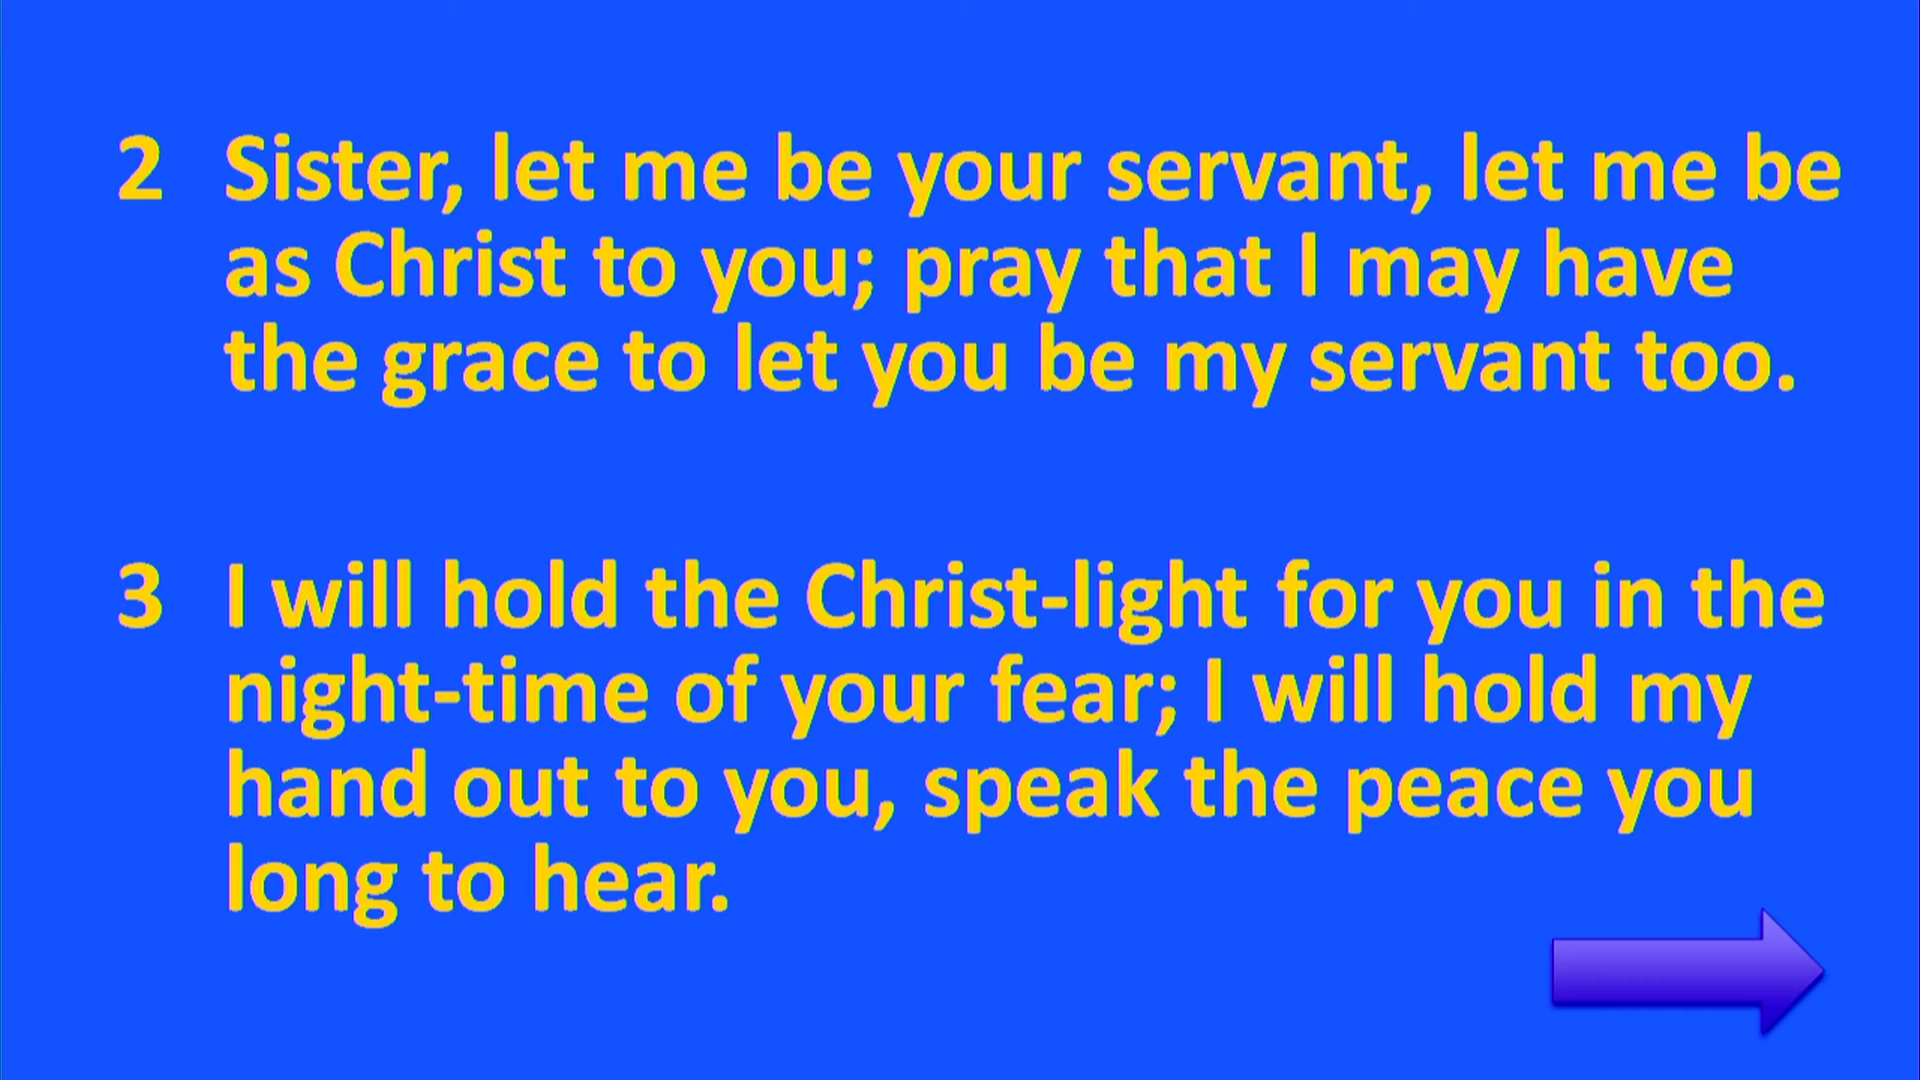 2 Sister, let me be your servant, let me be
as Christ to you; pray that I may have
the grace to let you be my servant too.
3 I will hold the Christ-light for you in the
night-time of your fear; I will hold my
hand out to you, speak the peace you
long to hear.